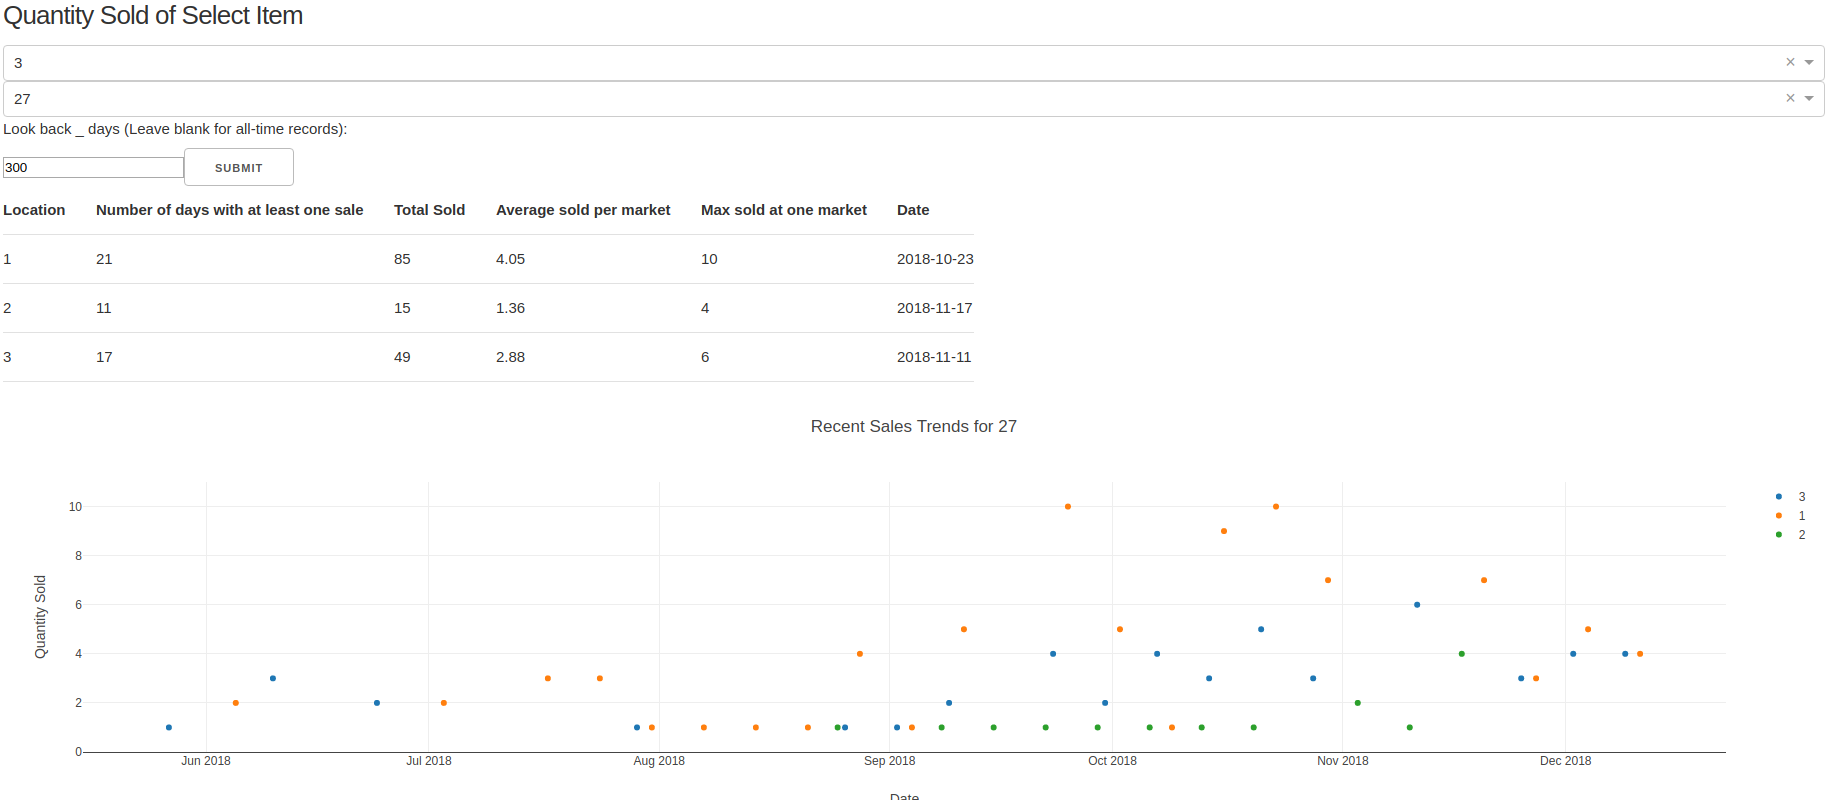 Quantity Sold of Select Item
3 ×
27 ×
Look back _ days (Leave blank for all-time records):
300 SUBMIT
Location Number of days with at least one sale Total Sold Average sold per market Max sold at one market Date
1 21 85 4.05 10 2018-10-23
2 11 15 1.36 4 2018-11-17
3 17 49 2.88 6 2018-11-11
Recent Sales Trends for 27
10
8
6
4
2
0
Quantity Sold
Jun 2018 Jul 2018 Aug 2018 Sep 2018 Oct 2018 Nov 2018 Dec 2018
Date
3
1
2